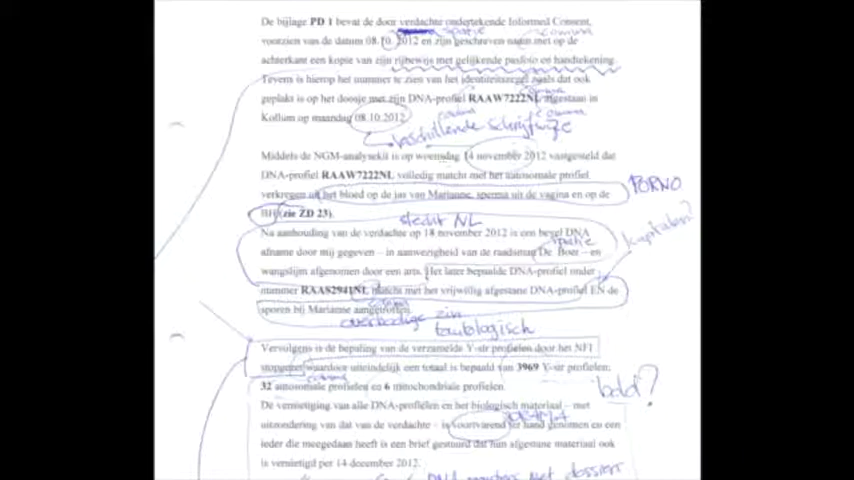 De bijlage PD 1 bevat de door verdachte ondertekende Informed Consent,
voorzien van de datum 08.10.2012 en zijn geschreven naam met op de
achterkant een kopie van zijn rijbewijs met gelijkende pasfoto en handtekening.
Tevens is hierop het nummer te zien van het identiteitszegel zoals dat ook
geplakt is op het doosje met zijn DNA-profiel RAAW7222NL afgestaan in
Kollum op maandag 08.10.2012.
verschillende schrijfwijze
Middels de NGM-analysekit is op woensdag 14 november 2012 vastgesteld dat
DNA-profiel RAAW7222NL volledig matcht met het autosomale profiel
PORNO
verkregen uit het bloed op de jas van Marianne, sperma uit de vagina en op de
BH (zie ZD 23).
slecht NL
Na aanhouding van de verdachte op 18 november 2012 is een bevel DNA
spatie
kapitalen?
afname door mij gegeven – in aanwezigheid van de raadsman De Boer – en
wangslijm afgenomen door een arts. Het later bepaalde DNA-profiel onder
nummer RAAS2941NL matcht met het vrijwillig afgestane DNA-profiel EN de
sporen bij Marianne aangetroffen.
overbodige zin
taulologisch
Vervolgens is de bepaling van de verzamelde Y-str profielen door het NFI
stopgezet waardoor uiteindelijk een totaal is bepaald van 3969 Y-str profielen,
32 autosomale profielen en 6 mitochondriale profielen.
bold?
De vernietiging van alle DNA-profielen en het biologisch materiaal – met
uitzondering van dat van de verdachte – is voortvarend ter hand genomen en een
ieder die meegedaan heeft is een brief gestuurd dat hun afgestane materiaal ook
is vernietigd per 14 december 2012.